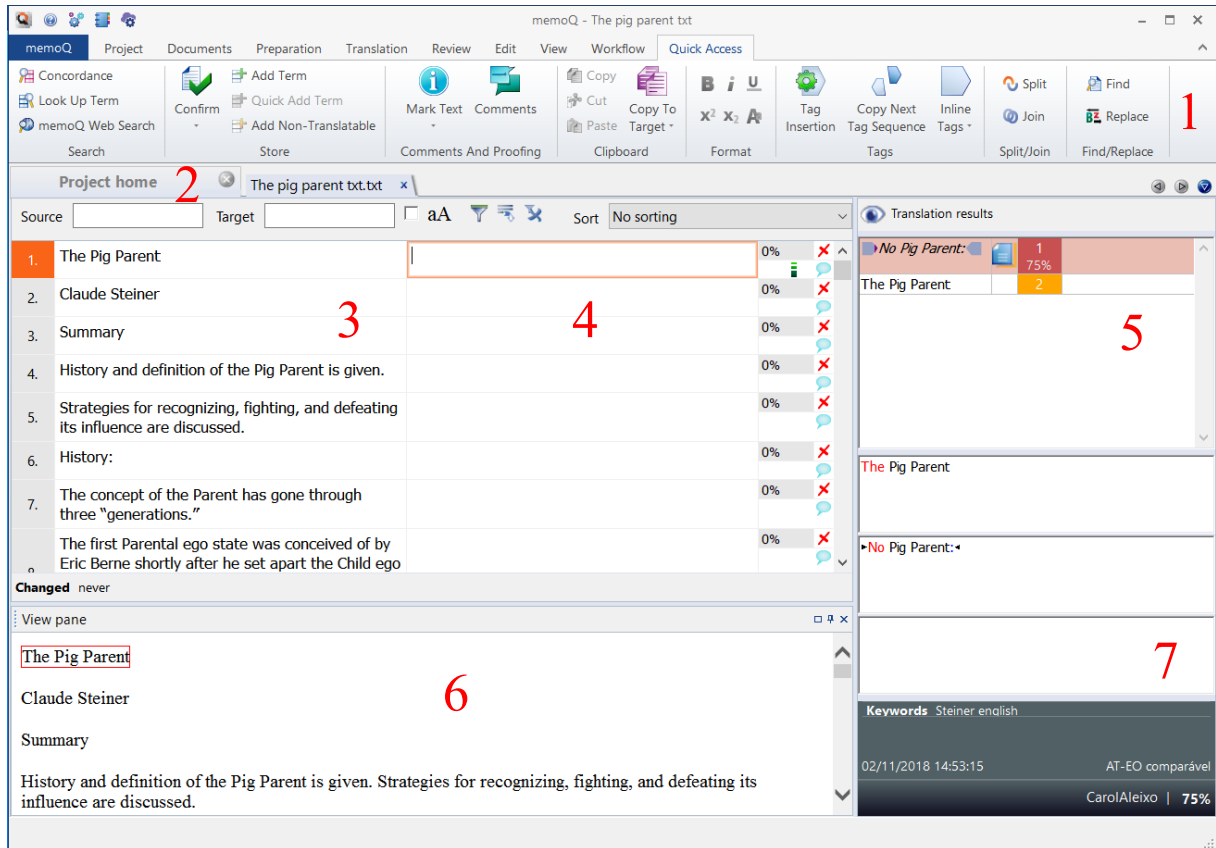 memoQ - The pig parent txt
memoQ Project Documents Preparation Translation Review Edit View Workflow Quick Access
Concordance
Look Up Term
memoQ Web Search
Search
Confirm
Add Term
Quick Add Term
Add Non-Translatable
Store
Mark Text Comments
Comments And Proofing
Copy
Cut
Paste
Copy To
Target
Clipboard
B i U
X² X₂ A
Format
Tag
Insertion
Copy Next
Tag Sequence
Inline
Tags
Tags
Split
Join
Split/Join
Find
Replace
Find/Replace
1
Project home
2
The pig parent txt.txt x
Source Target aA Sort No sorting
1. The Pig Parent 0%
2. Claude Steiner 0%
3
4
3. Summary 0%
4. History and definition of the Pig Parent is given. 0%
5. Strategies for recognizing, fighting, and defeating 0%
its influence are discussed.
6. History: 0%
7. The concept of the Parent has gone through 0%
three “generations.”
The first Parental ego state was conceived of by 0%
Eric Berne shortly after he set apart the Child ego
Changed never
View pane
The Pig Parent
Claude Steiner
6
Summary
History and definition of the Pig Parent is given. Strategies for recognizing, fighting, and defeating its
influence are discussed.
Translation results
No Pig Parent: 1
75%
The Pig Parent 2
5
The Pig Parent
No Pig Parent:
7
Keywords Steiner english
02/11/2018 14:53:15 AT-EO comparável
CarolAleixo | 75%